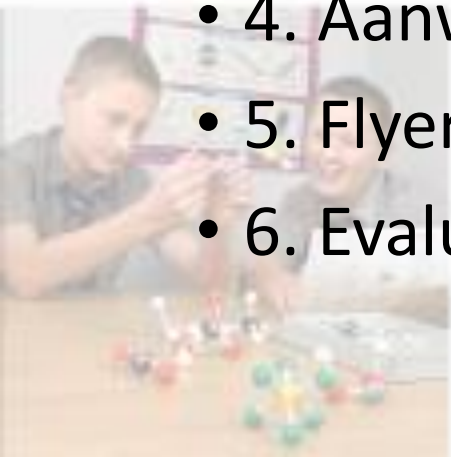 • 4. Aanv
• 5. Flyer
• 6. Evalu